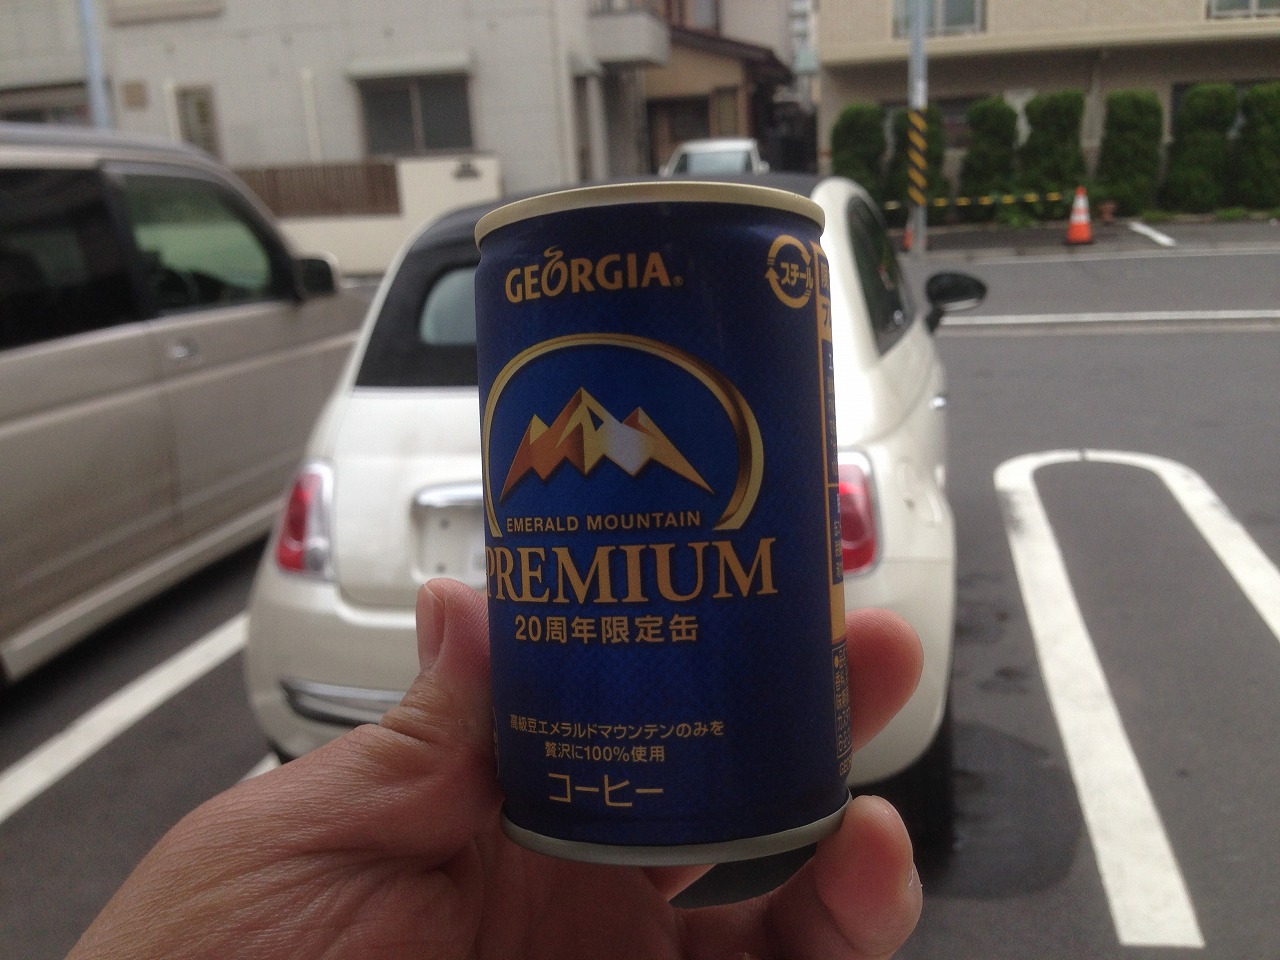 GEORGIA®
スチール
EMERALD MOUNTAIN
PREMIUM
20周年限定缶
高級豆エメラルドマウンテンのみを
贅沢に100%使用
コーヒー